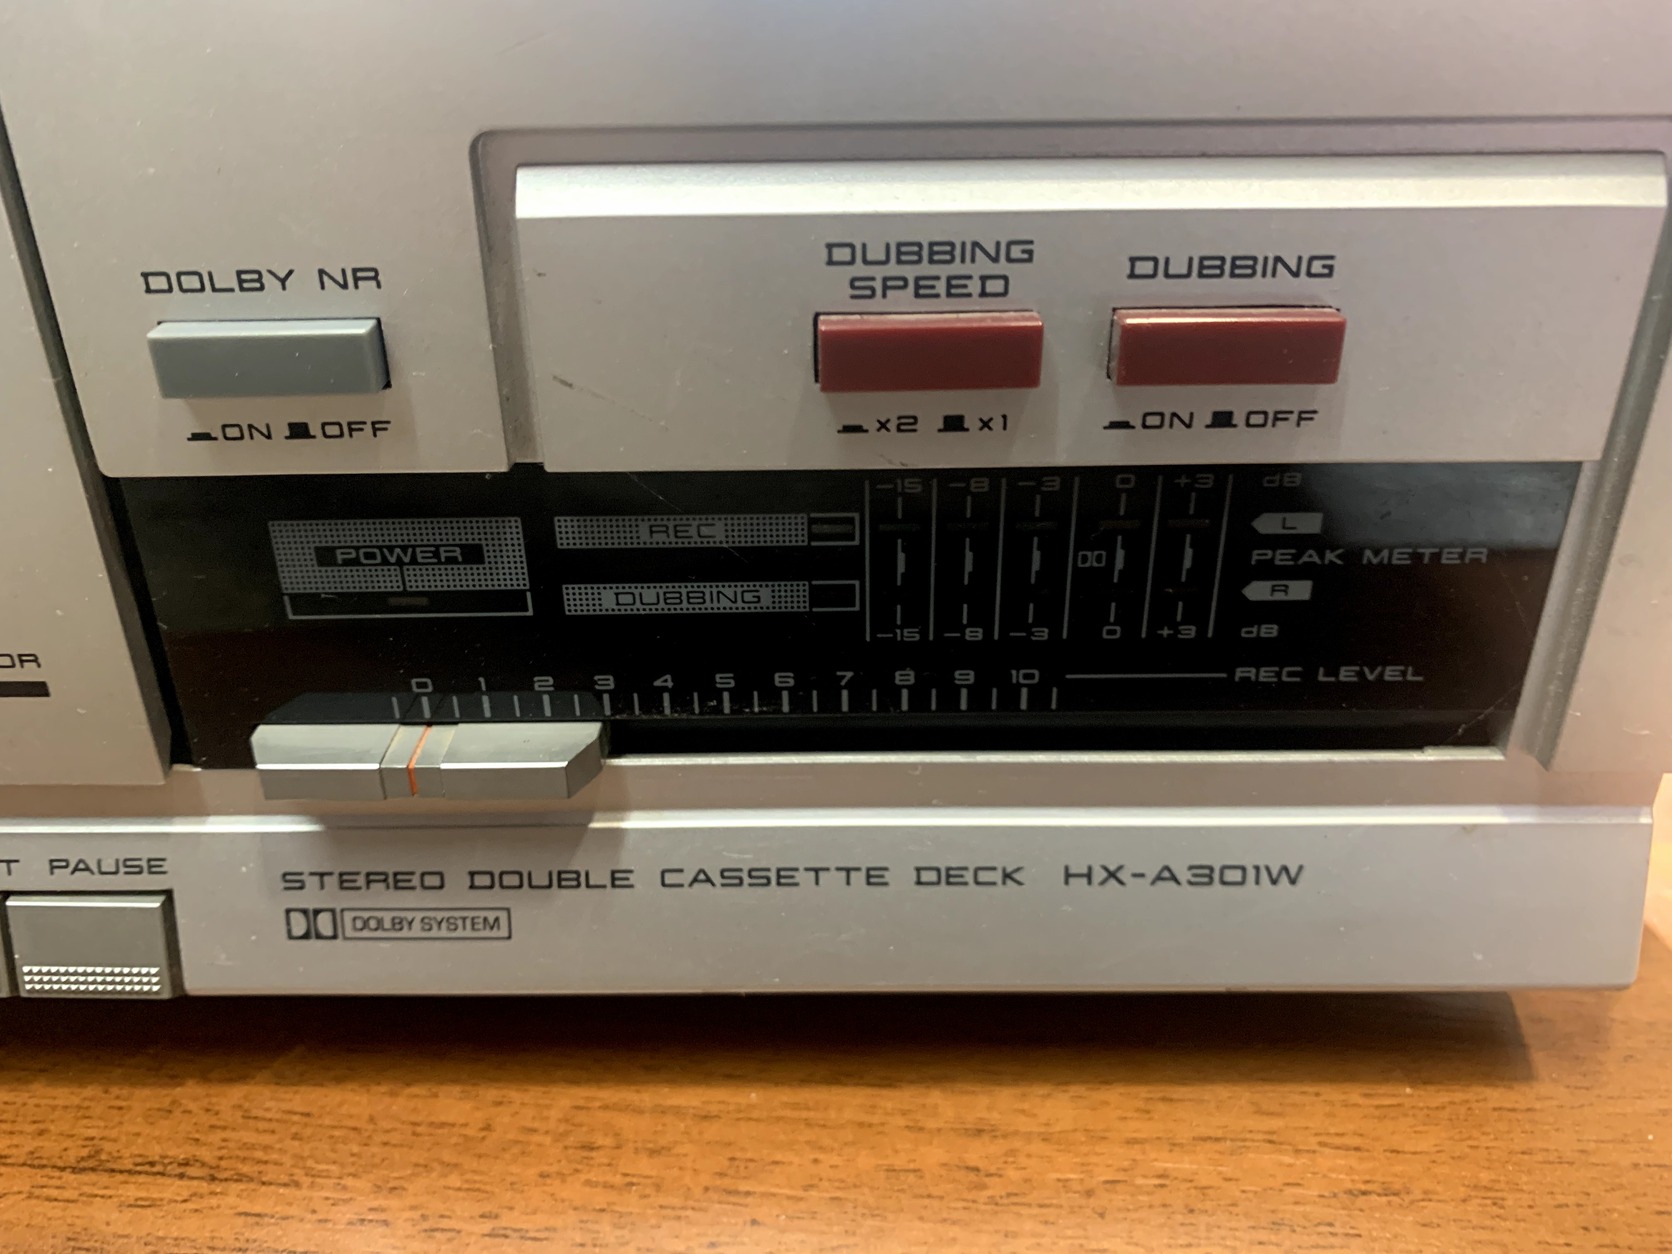 DOLBY NR
ON OFF
DUBBING
SPEED
x2 x1
DUBBING
ON OFF
POWER
REC
DUBBING
-15 -8 -3 0 +3 dB
L
PEAK METER
R
-15 -8 -3 0 +3 dB
0 1 2 3 4 5 6 7 8 9 10 REC LEVEL
OR
T PAUSE
STEREO DOUBLE CASSETTE DECK HX-A301W
DOLBY SYSTEM